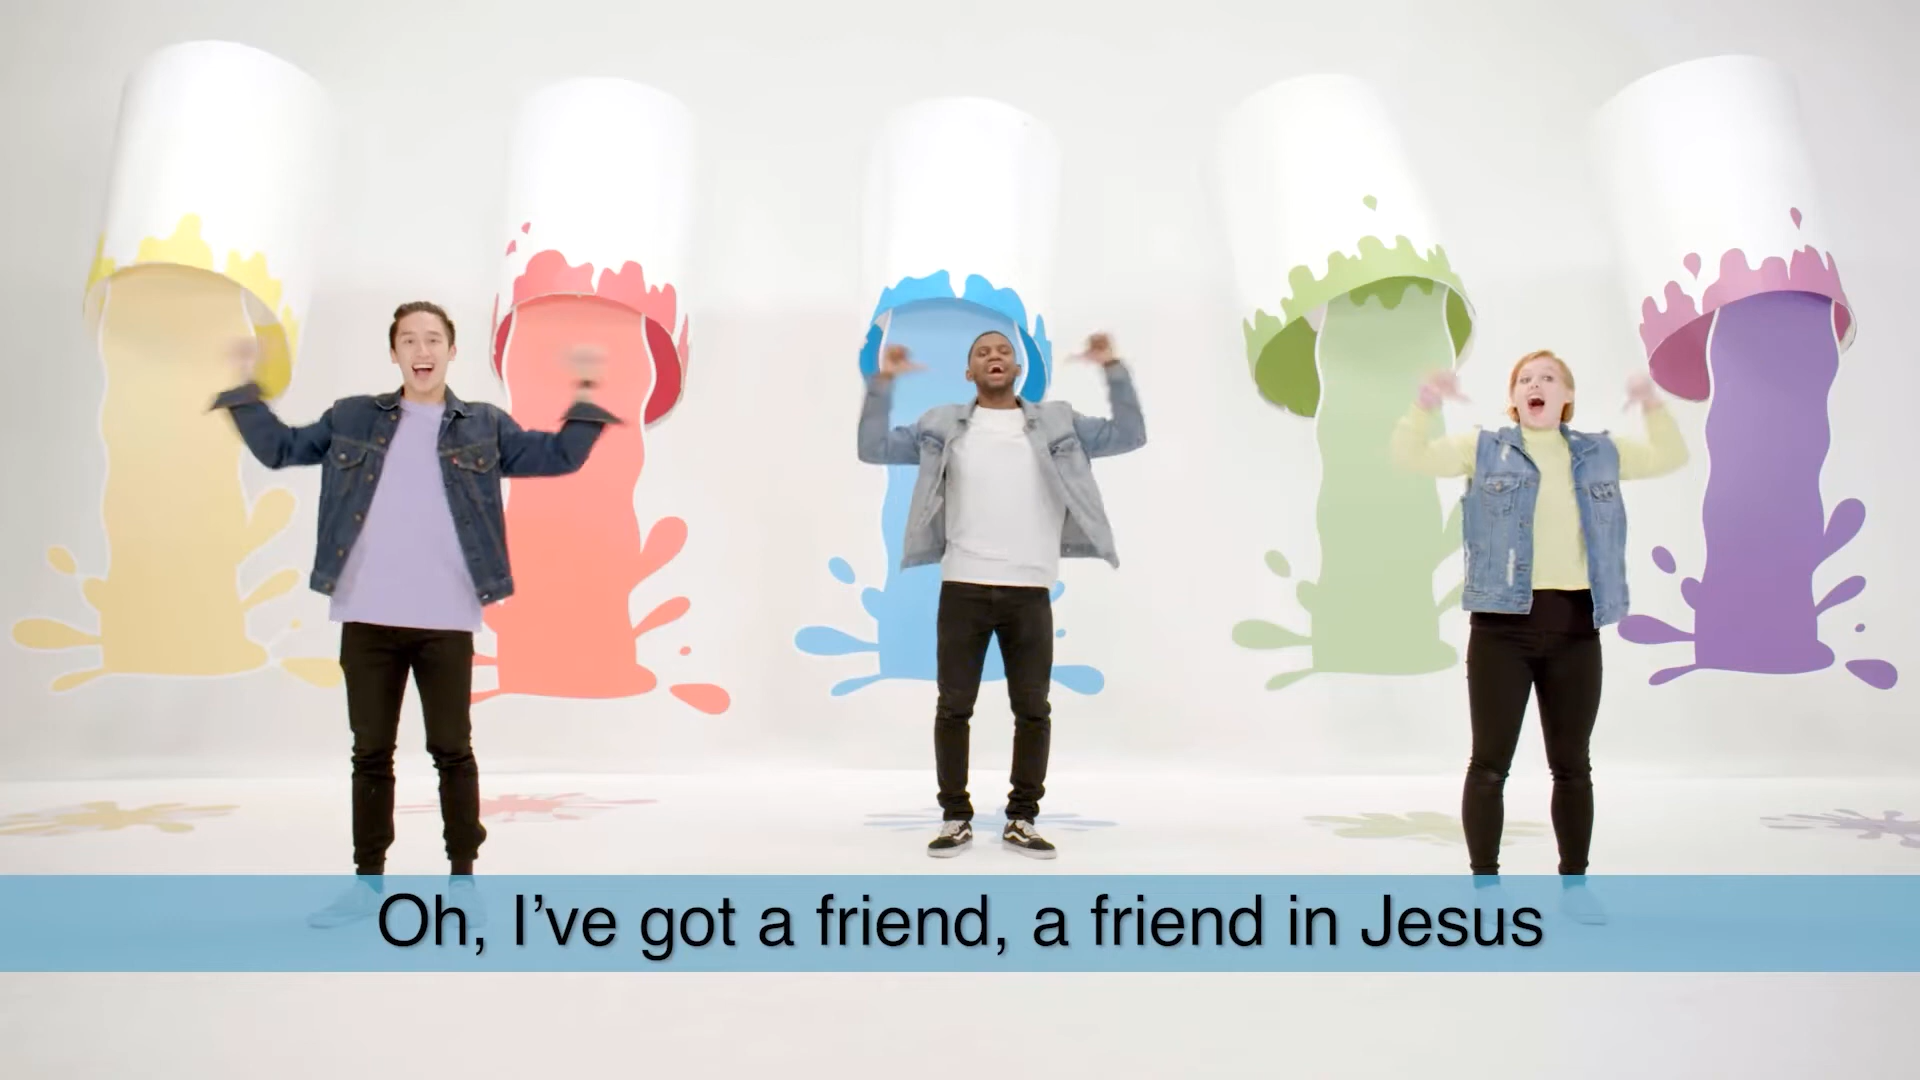 Oh, I’ve got a friend, a friend in Jesus